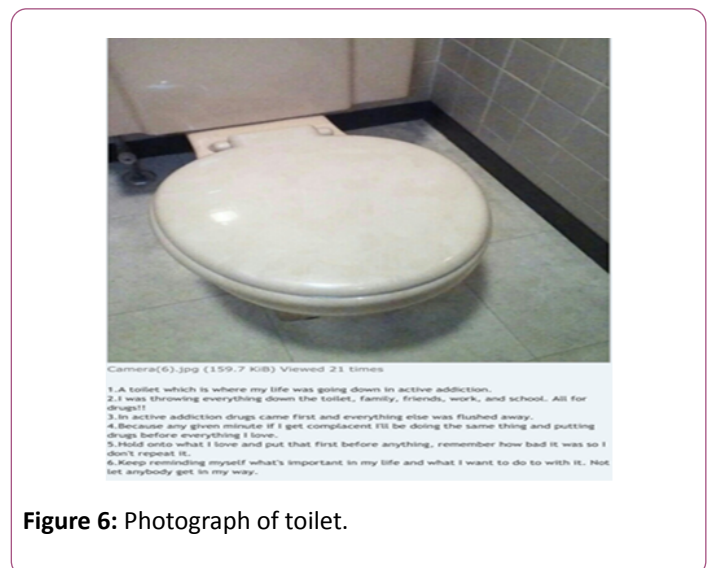 Camera(6).jpg (159.7 KiB) Viewed 21 times
1.A toilet which is where my life was going down in active addiction.
2.I was throwing everything down the toilet, family, friends, work, and school. All for
drugs!!
3.In active addiction drugs came first and everything else was flushed away.
4.Because any given minute if I get complacent I'll be doing the same thing and putting
drugs before everything I love.
5.Hold onto what I love and put that first before anything, remember how bad it was so I
don't repeat it.
6.Keep reminding myself what's important in my life and what I want to do to with it. Not
let anybody get in my way.
Figure 6: Photograph of toilet.